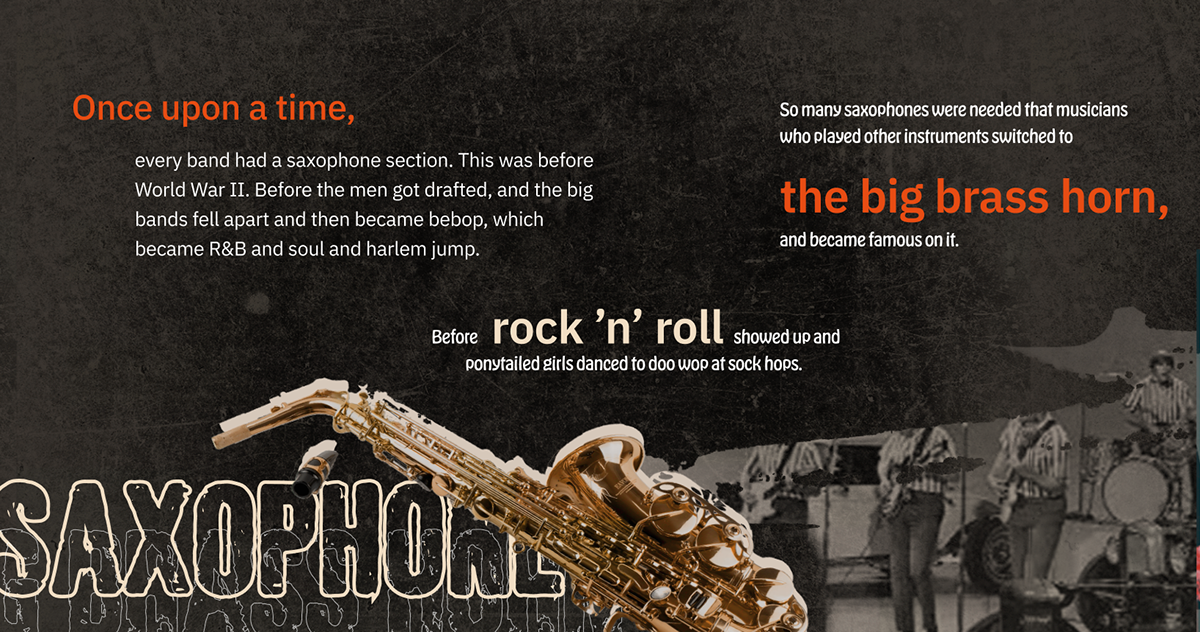 Once upon a time,
every band had a saxophone section. This was before
World War II. Before the men got drafted, and the big
bands fell apart and then became bebop, which
became R&B and soul and harlem jump.
So many saxophones were needed that musicians
who played other instruments switched to
the big brass horn,
and became famous on it.
Before rock ’n’ roll showed up and
ponytailed girls danced to doo wop at sock hops.
SAXOPHONE